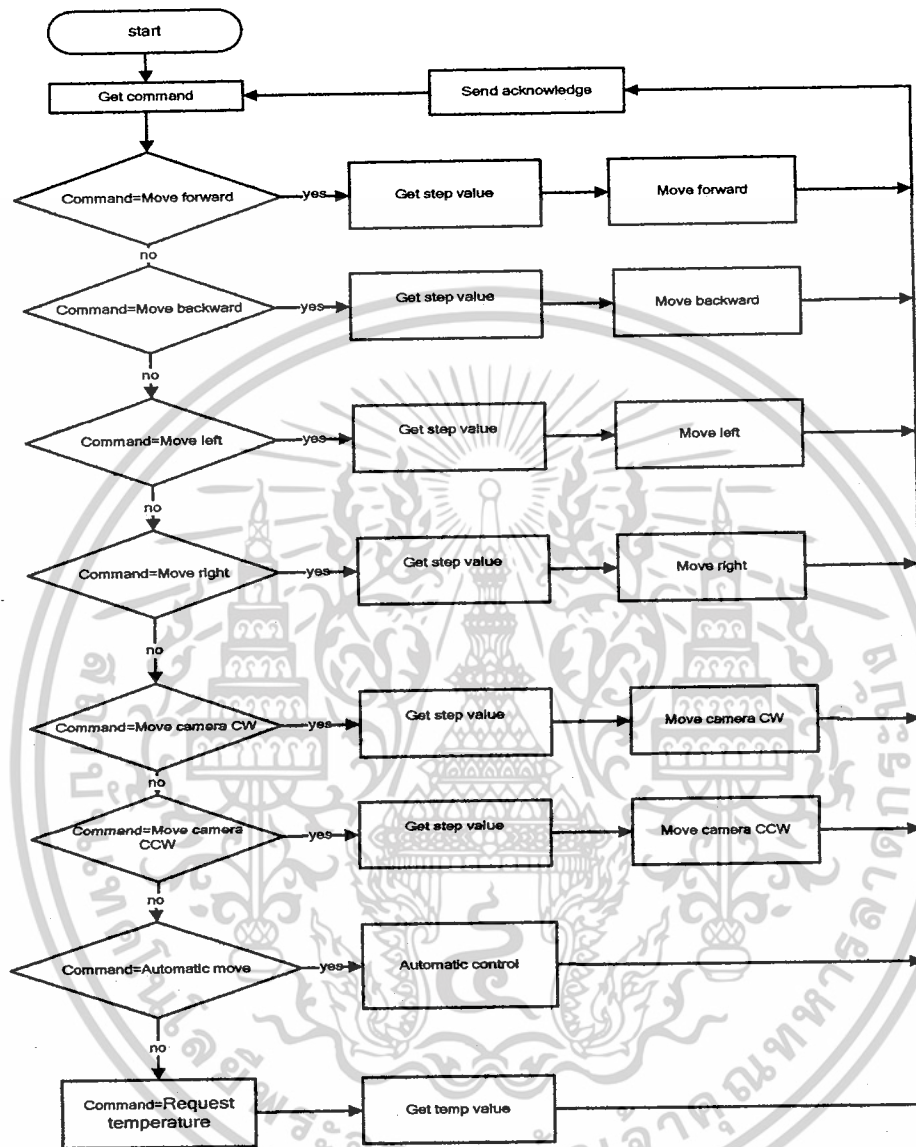 start
Get command
Send acknowledge
Command=Move forward
yes
Get step value
Move forward
no
Command=Move backward
yes
Get step value
Move backward
no
Command=Move left
yes
Get step value
Move left
no
Command=Move right
yes
Get step value
Move right
no
Command=Move camera CW
yes
Get step value
Move camera CW
no
Command=Move camera
CCW
yes
Get step value
Move camera CCW
no
Command=Automatic move
yes
Automatic control
no
Command=Request
temperature
Get temp value